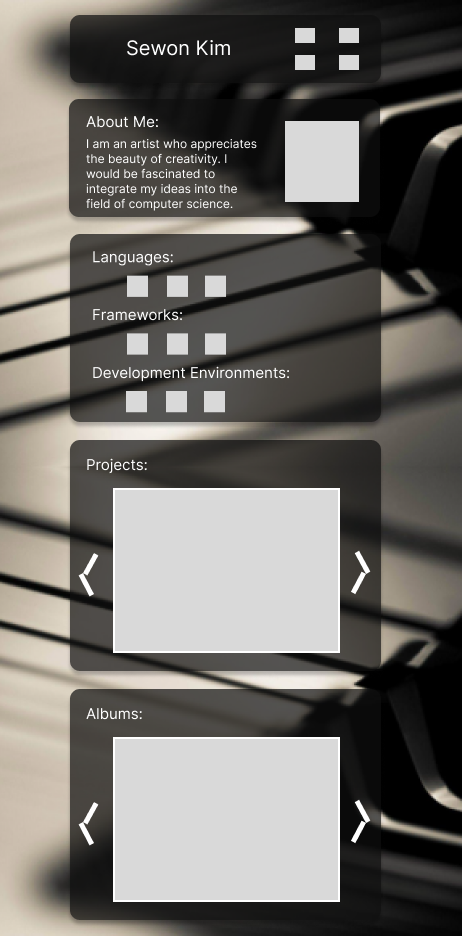 Sewon Kim
About Me:
I am an artist who appreciates
the beauty of creativity. I
would be fascinated to
integrate my ideas into the
field of computer science.
Languages:
Frameworks:
Development Environments:
Projects:
Albums: